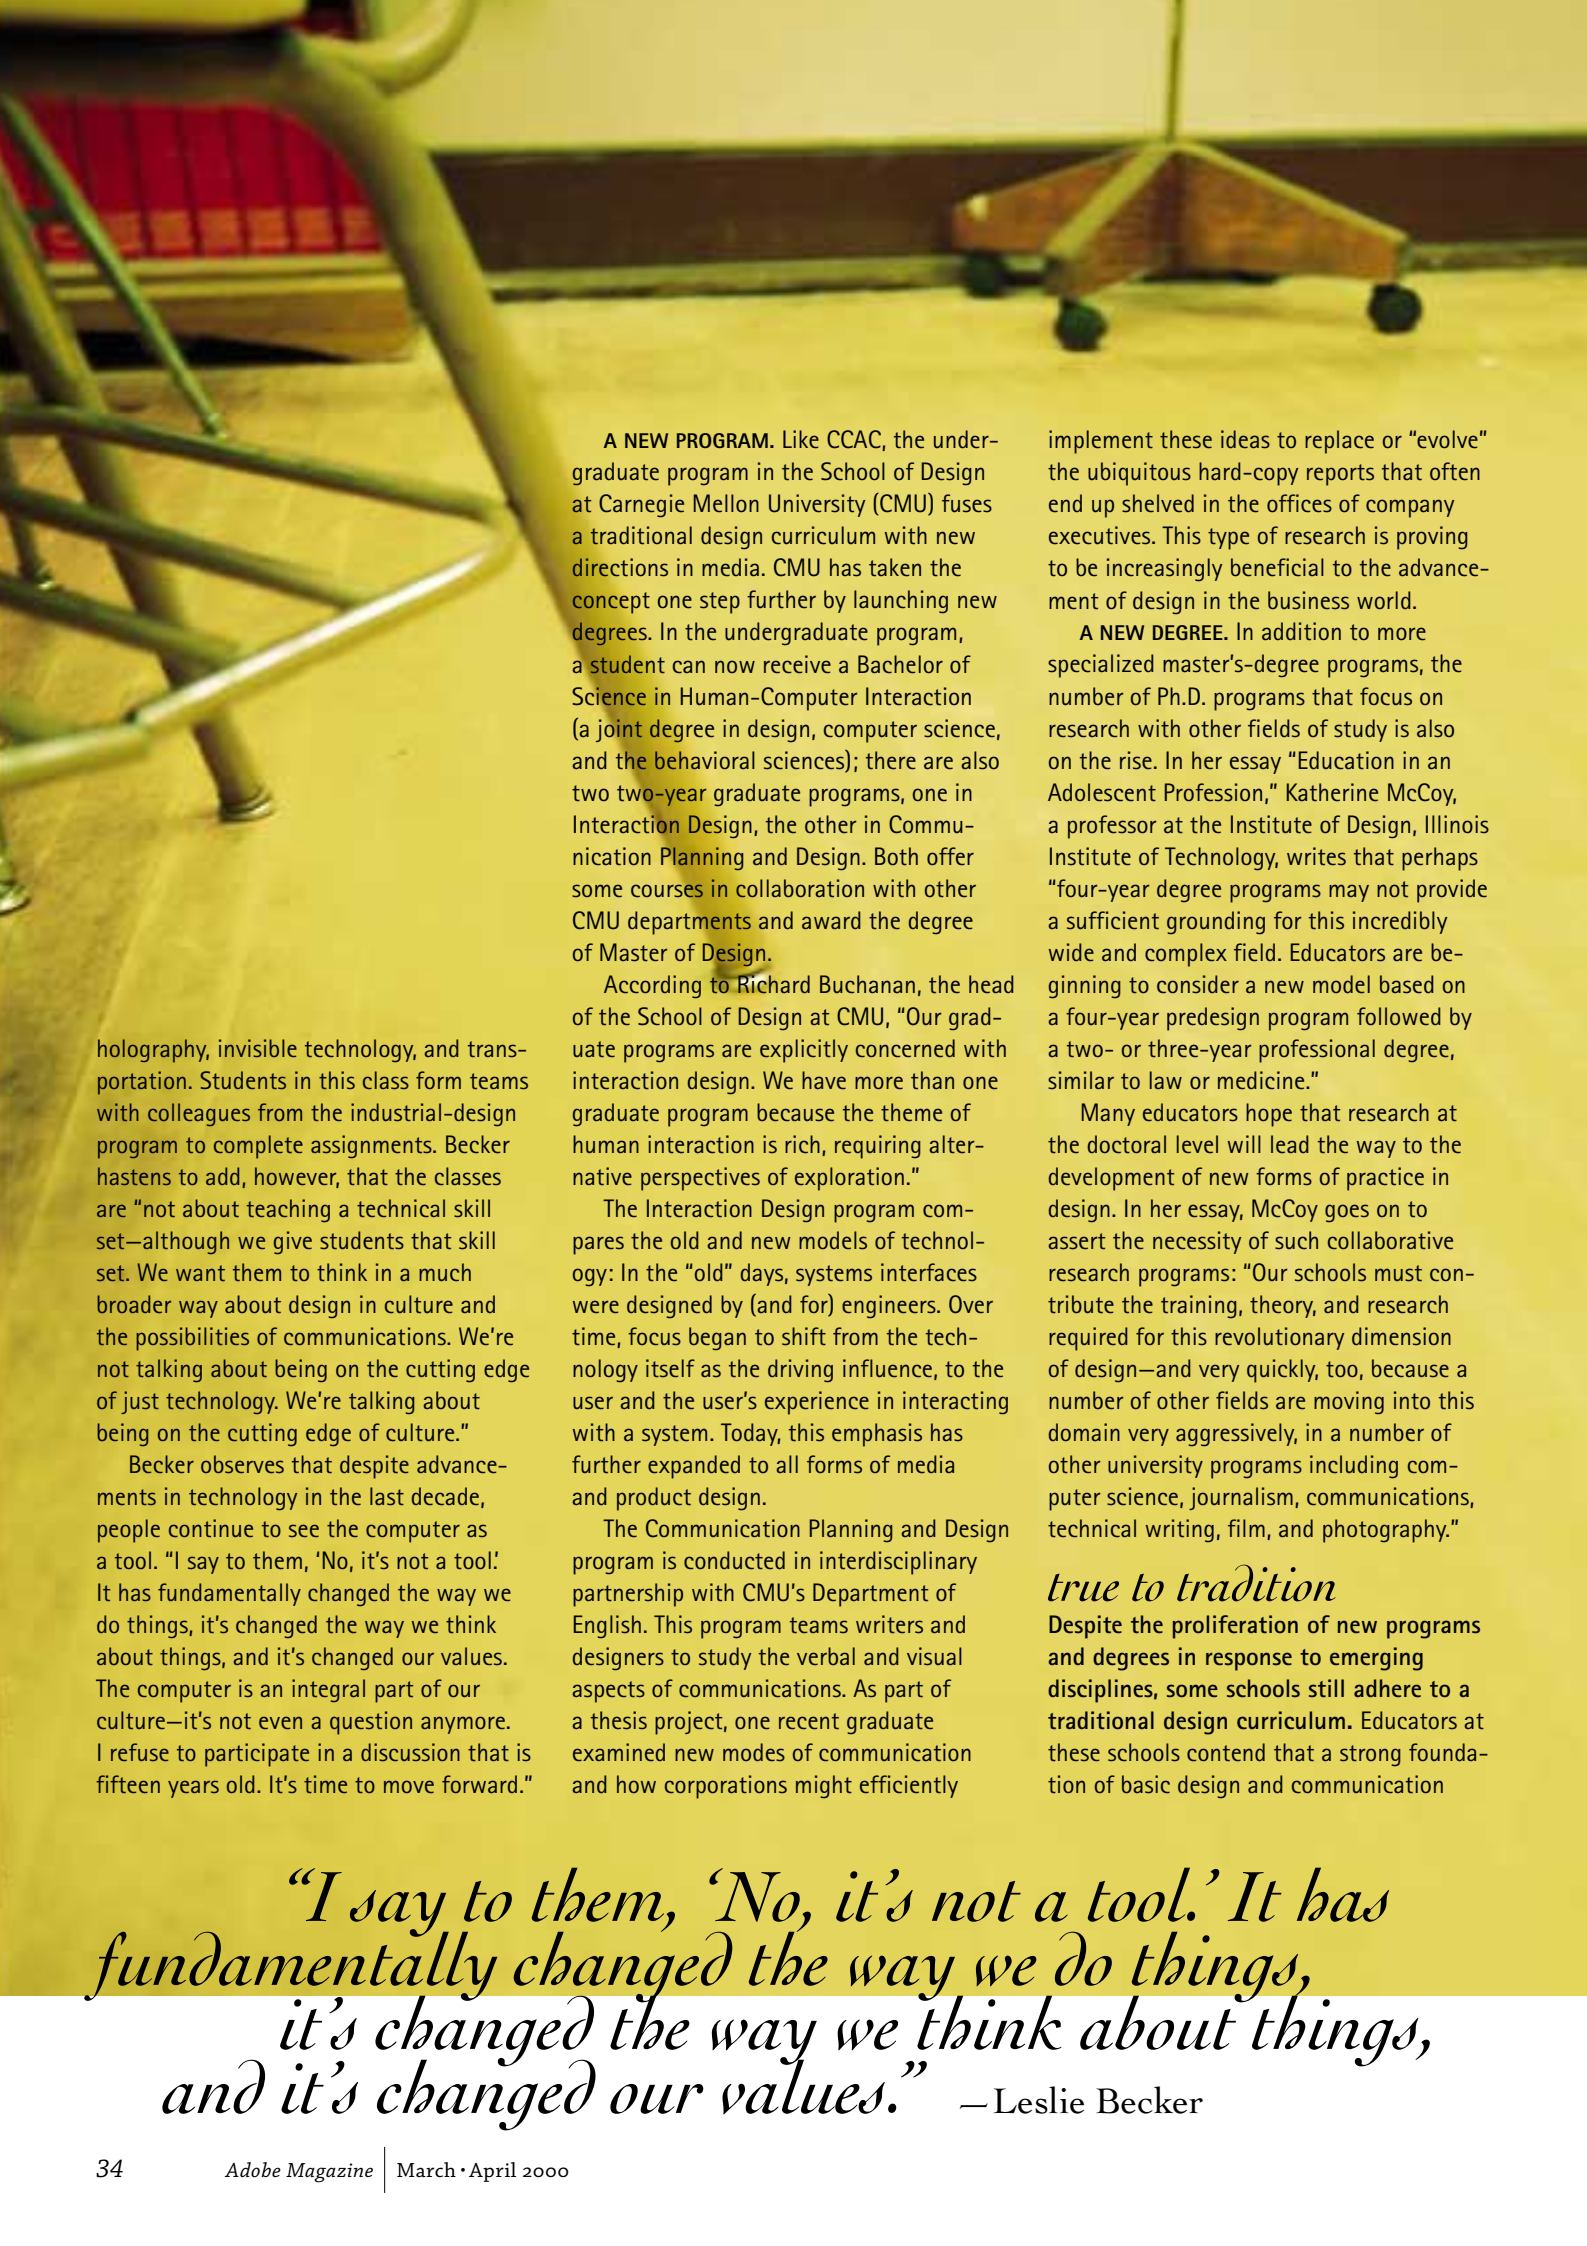 holography, invisible technology, and trans-
portation. Students in this class form teams
with colleagues from the industrial-design
program to complete assignments. Becker
hastens to add, however, that the classes
are “not about teaching a technical skill
set—although we give students that skill
set. We want them to think in a much
broader way about design in culture and
the possibilities of communications. We’re
not talking about being on the cutting edge
of just technology. We’re talking about
being on the cutting edge of culture.”
Becker observes that despite advance-
ments in technology in the last decade,
people continue to see the computer as
a tool. “I say to them, ‘No, it’s not a tool.’
It has fundamentally changed the way we
do things, it’s changed the way we think
about things, and it’s changed our values.
The computer is an integral part of our
culture—it’s not even a question anymore.
I refuse to participate in a discussion that is
fifteen years old. It’s time to move forward.”
A NEW PROGRAM. Like CCAC, the under-
graduate program in the School of Design
at Carnegie Mellon University (CMU) fuses
a traditional design curriculum with new
directions in media. CMU has taken the
concept one step further by launching new
degrees. In the undergraduate program,
a student can now receive a Bachelor of
Science in Human-Computer Interaction
(a joint degree in design, computer science,
and the behavioral sciences); there are also
two two-year graduate programs, one in
Interaction Design, the other in Commu-
nication Planning and Design. Both offer
some courses in collaboration with other
CMU departments and award the degree
of Master of Design.
According to Richard Buchanan, the head
of the School of Design at CMU, “Our grad-
uate programs are explicitly concerned with
interaction design. We have more than one
graduate program because the theme of
human interaction is rich, requiring alter-
native perspectives of exploration.”
The Interaction Design program com-
pares the old and new models of technol-
ogy: In the “old” days, systems interfaces
were designed by (and for) engineers. Over
time, focus began to shift from the tech-
nology itself as the driving influence, to the
user and the user’s experience in interacting
with a system. Today, this emphasis has
further expanded to all forms of media
and product design.
The Communication Planning and Design
program is conducted in interdisciplinary
partnership with CMU’s Department of
English. This program teams writers and
designers to study the verbal and visual
aspects of communications. As part of
a thesis project, one recent graduate
examined new modes of communication
and how corporations might efficiently
implement these ideas to replace or “evolve”
the ubiquitous hard-copy reports that often
end up shelved in the offices of company
executives. This type of research is proving
to be increasingly beneficial to the advance-
ment of design in the business world.
A NEW DEGREE. In addition to more
specialized master’s-degree programs, the
number of Ph.D. programs that focus on
research with other fields of study is also
on the rise. In her essay “Education in an
Adolescent Profession,” Katherine McCoy,
a professor at the Institute of Design, Illinois
Institute of Technology, writes that perhaps
“four-year degree programs may not provide
a sufficient grounding for this incredibly
wide and complex field. Educators are be-
ginning to consider a new model based on
a four-year predesign program followed by
a two- or three-year professional degree,
similar to law or medicine.”
Many educators hope that research at
the doctoral level will lead the way to the
development of new forms of practice in
design. In her essay, McCoy goes on to
assert the necessity of such collaborative
research programs: “Our schools must con-
tribute the training, theory, and research
required for this revolutionary dimension
of design—and very quickly, too, because a
number of other fields are moving into this
domain very aggressively, in a number of
other university programs including com-
puter science, journalism, communications,
technical writing, film, and photography.”
true to tradition
Despite the proliferation of new programs
and degrees in response to emerging
disciplines, some schools still adhere to a
traditional design curriculum. Educators at
these schools contend that a strong founda-
tion of basic design and communication
“I say to them, ‘No, it’s not a tool.’ It has
fundamentally changed the way we do things,
it’s changed the way we think about things,
and it’s changed our values.” —Leslie Becker
34 Adobe Magazine March · April 2000